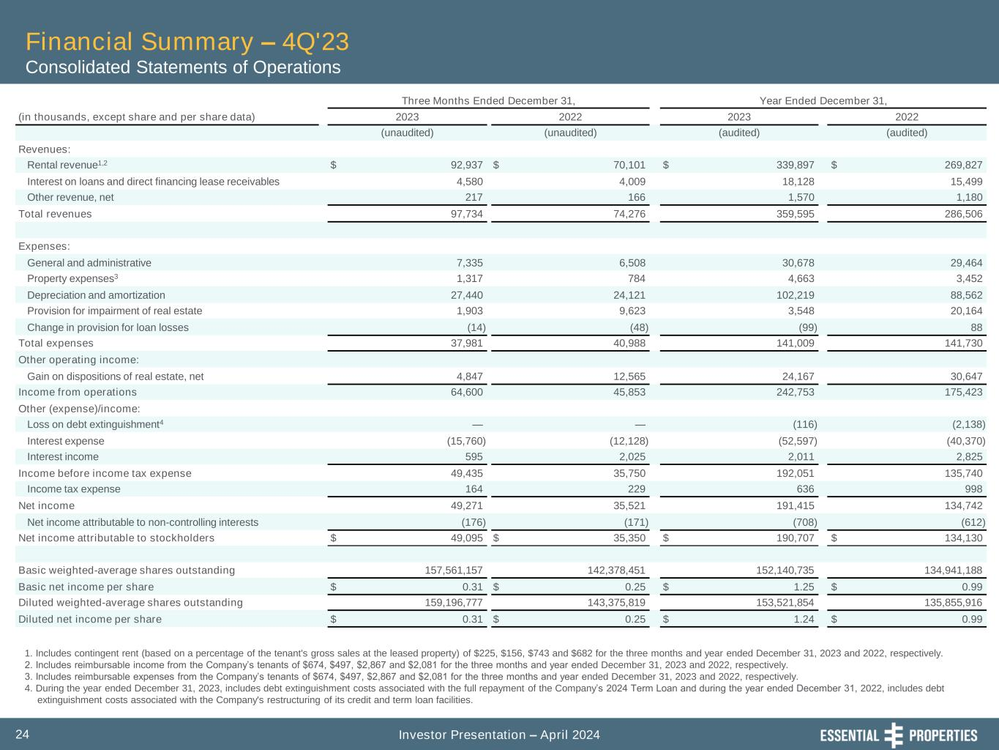 Financial Summary – 4Q'23
Consolidated Statements of Operations
Three Months Ended December 31, Year Ended December 31,
(in thousands, except share and per share data) 2023 2022 2023 2022
(unaudited) (unaudited) (audited) (audited)
Revenues:
Rental revenue1,2 $ 92,937 $ 70,101 $ 339,897 $ 269,827
Interest on loans and direct financing lease receivables 4,580 4,009 18,128 15,499
Other revenue, net 217 166 1,570 1,180
Total revenues 97,734 74,276 359,595 286,506
Expenses:
General and administrative 7,335 6,508 30,678 29,464
Property expenses3 1,317 784 4,663 3,452
Depreciation and amortization 27,440 24,121 102,219 88,562
Provision for impairment of real estate 1,903 9,623 3,548 20,164
Change in provision for loan losses (14) (48) (99) 88
Total expenses 37,981 40,988 141,009 141,730
Other operating income:
Gain on dispositions of real estate, net 4,847 12,565 24,167 30,647
Income from operations 64,600 45,853 242,753 175,423
Other (expense)/income:
Loss on debt extinguishment4 — — (116) (2,138)
Interest expense (15,760) (12,128) (52,597) (40,370)
Interest income 595 2,025 2,011 2,825
Income before income tax expense 49,435 35,750 192,051 135,740
Income tax expense 164 229 636 998
Net income 49,271 35,521 191,415 134,742
Net income attributable to non-controlling interests (176) (171) (708) (612)
Net income attributable to stockholders $ 49,095 $ 35,350 $ 190,707 $ 134,130
Basic weighted-average shares outstanding 157,561,157 142,378,451 152,140,735 134,941,188
Basic net income per share $ 0.31 $ 0.25 $ 1.25 $ 0.99
Diluted weighted-average shares outstanding 159,196,777 143,375,819 153,521,854 135,855,916
Diluted net income per share $ 0.31 $ 0.25 $ 1.24 $ 0.99
1. Includes contingent rent (based on a percentage of the tenant's gross sales at the leased property) of $225, $156, $743 and $682 for the three months and year ended December 31, 2023 and 2022, respectively.
2. Includes reimbursable income from the Company’s tenants of $674, $497, $2,867 and $2,081 for the three months and year ended December 31, 2023 and 2022, respectively.
3. Includes reimbursable expenses from the Company’s tenants of $674, $497, $2,867 and $2,081 for the three months and year ended December 31, 2023 and 2022, respectively.
4. During the year ended December 31, 2023, includes debt extinguishment costs associated with the full repayment of the Company’s 2024 Term Loan and during the year ended December 31, 2022, includes debt
extinguishment costs associated with the Company's restructuring of its credit and term loan facilities.
24
Investor Presentation – April 2024
ESSENTIAL PROPERTIES